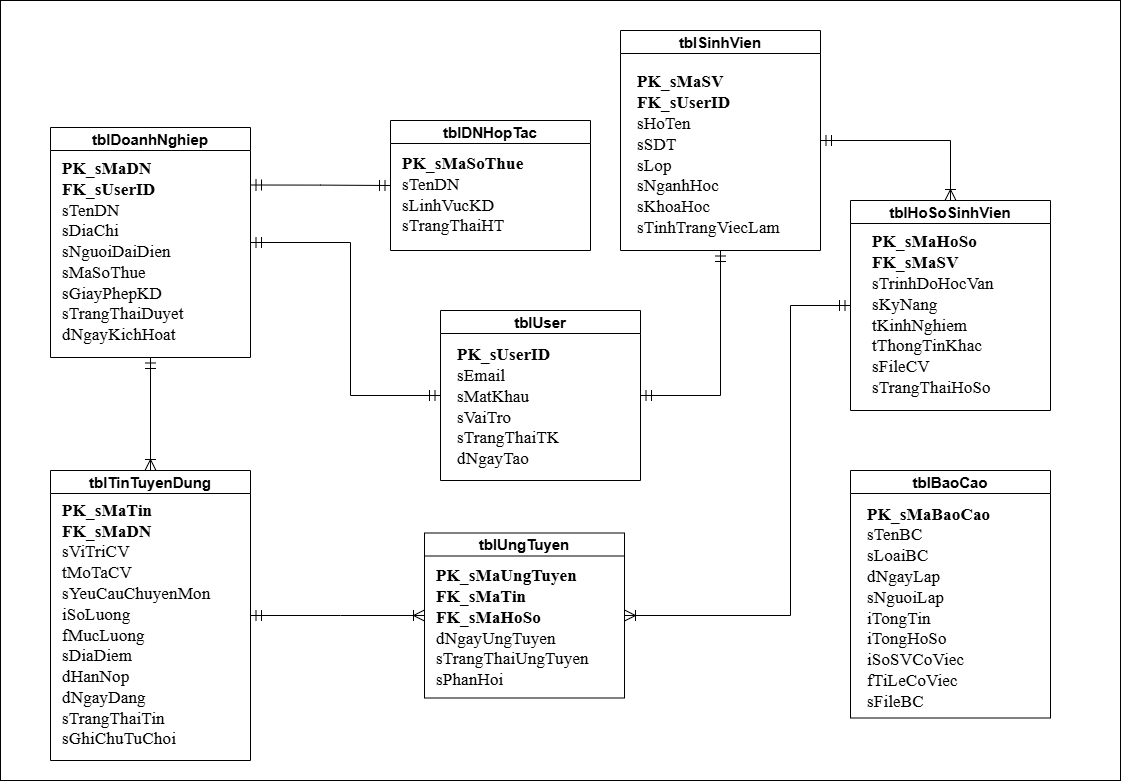 tblDoanhNghiep
PK_sMaDN
FK_sUserID
sTenDN
sDiaChi
sNguoiDaiDien
sMaSoThue
sGiayPhepKD
sTrangThaiDuyet
dNgayKichHoat
tblDNHopTac
PK_sMaSoThue
sTenDN
sLinhVucKD
sTrangThaiHT
tblSinhVien
PK_sMaSV
FK_sUserID
sHoTen
sSDT
sLop
sNganhHoc
sKhoaHoc
sTinhTrangViecLam
tblHoSoSinhVien
PK_sMaHoSo
FK_sMaSV
sTrinhDoHocVan
sKyNang
tKinhNghiem
tThongTinKhac
sFileCV
sTrangThaiHoSo
tblUser
PK_sUserID
sEmail
sMatKhau
sVaiTro
sTrangThaiTK
dNgayTao
tblTinTuyenDung
PK_sMaTin
FK_sMaDN
sViTriCV
tMoTaCV
sYeuCauChuyenMon
iSoLuong
fMucLuong
sDiaDiem
dHanNop
dNgayDang
sTrangThaiTin
sGhiChuTuChoi
tblUngTuyen
PK_sMaUngTuyen
FK_sMaTin
FK_sMaHoSo
dNgayUngTuyen
sTrangThaiUngTuyen
sPhanHoi
tblBaoCao
PK_sMaBaoCao
sTenBC
sLoaiBC
dNgayLap
sNguoiLap
iTongTin
iTongHoSo
iSoSVCoViec
fTiLeCoViec
sFileBC